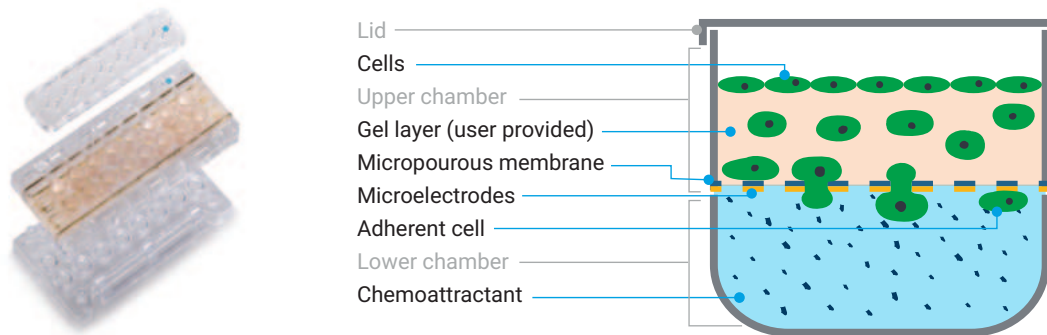 Lid
Cells
Upper chamber
Gel layer (user provided)
Micropourous membrane
Microelectrodes
Adherent cell
Lower chamber
Chemoattractant